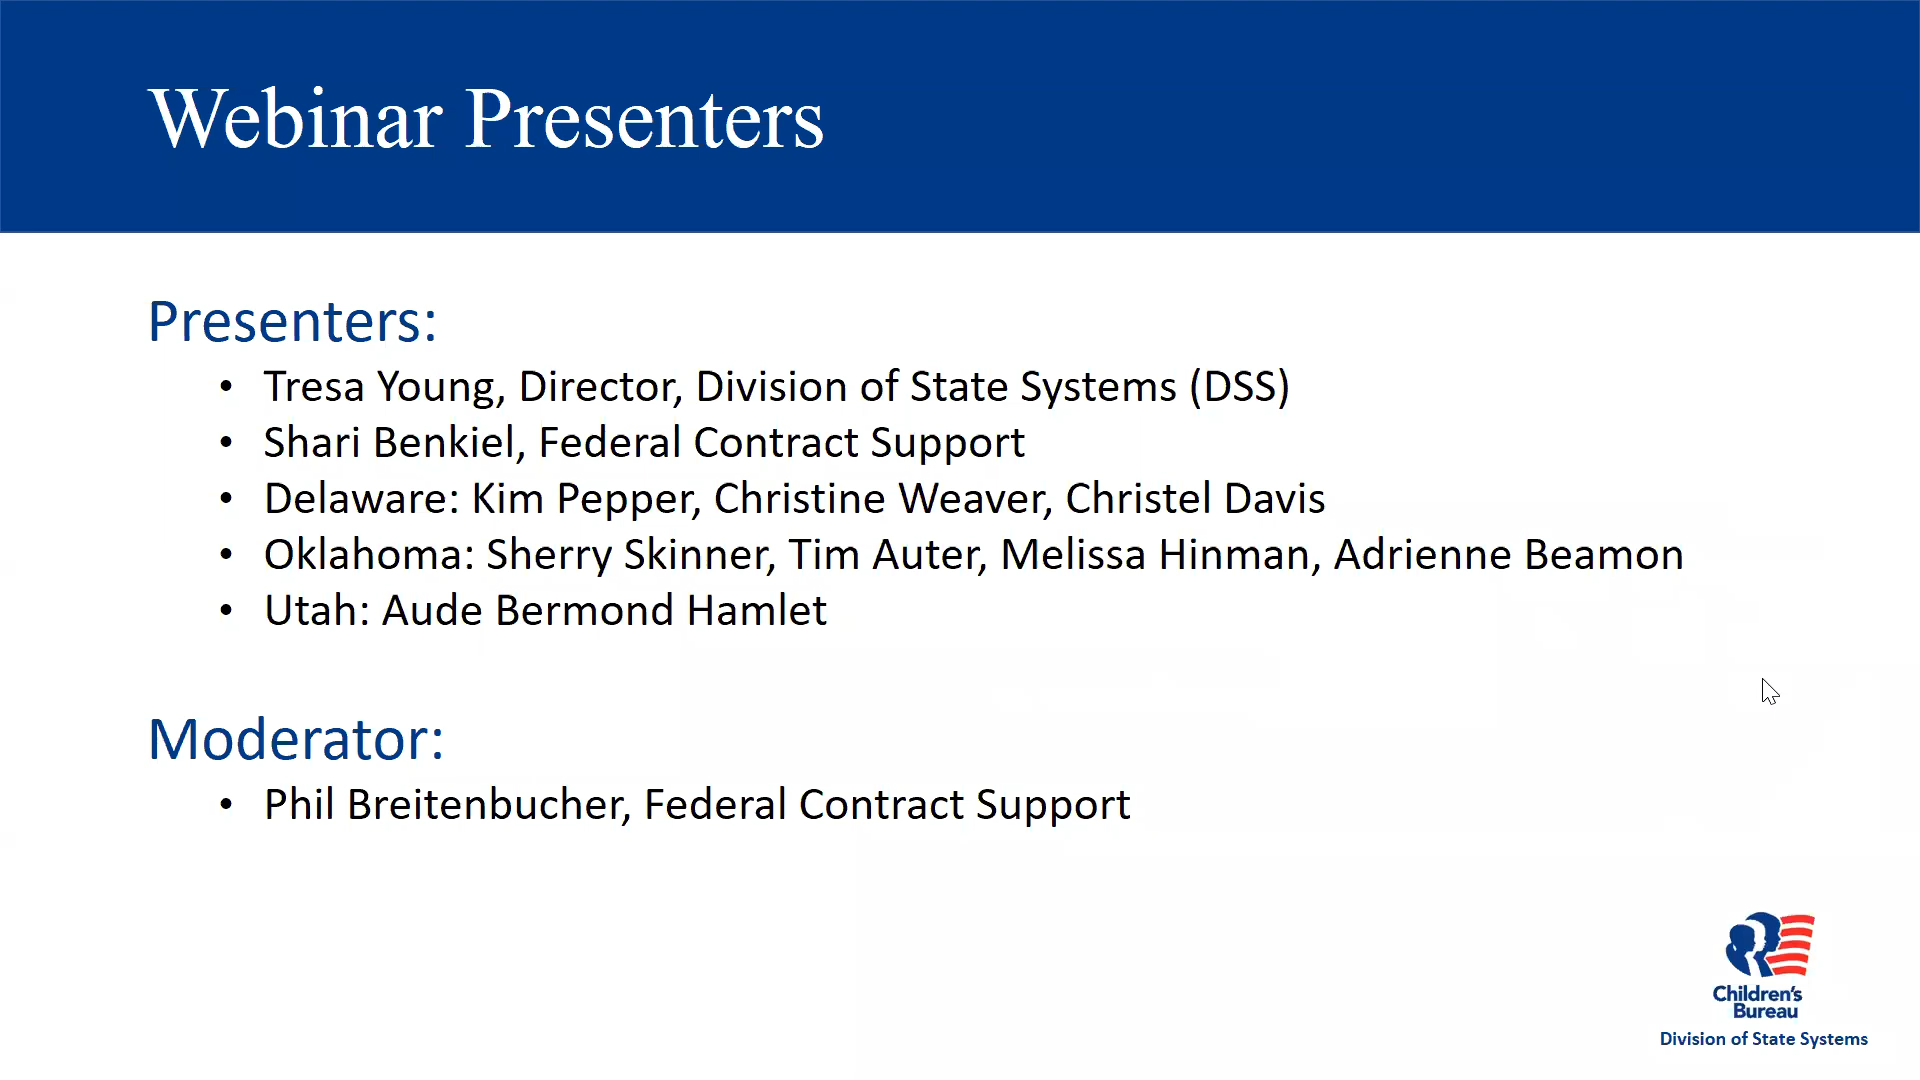 Webinar Presenters
Presenters:
• Tresa Young, Director, Division of State Systems (DSS)
• Shari Benkiel, Federal Contract Support
• Delaware: Kim Pepper, Christine Weaver, Christel Davis
• Oklahoma: Sherry Skinner, Tim Auter, Melissa Hinman, Adrienne Beamon
• Utah: Aude Bermond Hamlet
Moderator:
• Phil Breitenbucher, Federal Contract Support
Children's
Bureau
Division of State Systems